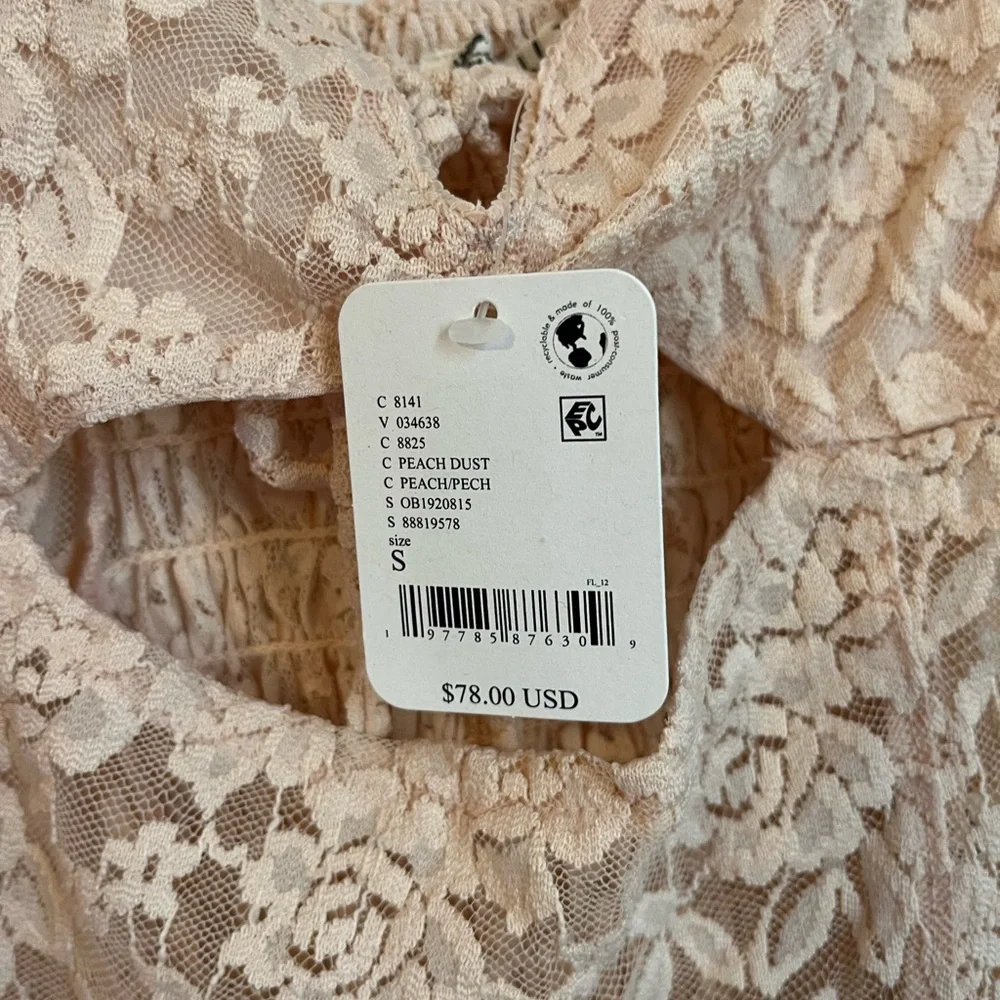 recyclable & made of 100% post-consumer waste •
EPC™
C 8141
V 034638
C 8825
C PEACH DUST
C PEACH/PECH
S OB1920815
S 88819578
size
S
FL_12
1 97785 87630 9
$78.00 USD